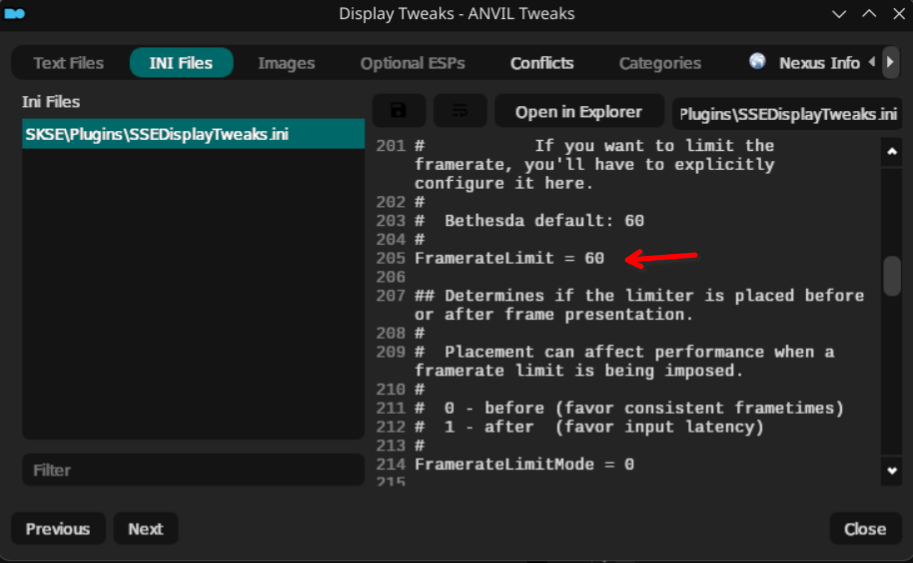 Display Tweaks - ANVIL Tweaks
Text Files
INI Files
Images
Optional ESPs
Conflicts
Categories
Nexus Info
Ini Files
Open in Explorer
Plugins\SSEDisplayTweaks.ini
SKSE\Plugins\SSEDisplayTweaks.ini
201 # If you want to limit the
framerate, you'll have to explicitly
configure it here.
202 #
203 # Bethesda default: 60
204 #
205 FramerateLimit = 60
206
207 ## Determines if the limiter is placed before
or after frame presentation.
208 #
209 # Placement can affect performance when a
framerate limit is being imposed.
210 #
211 # 0 - before (favor consistent frametimes)
212 # 1 - after (favor input latency)
213 #
214 FramerateLimitMode = 0
215
Filter
Previous
Next
Close